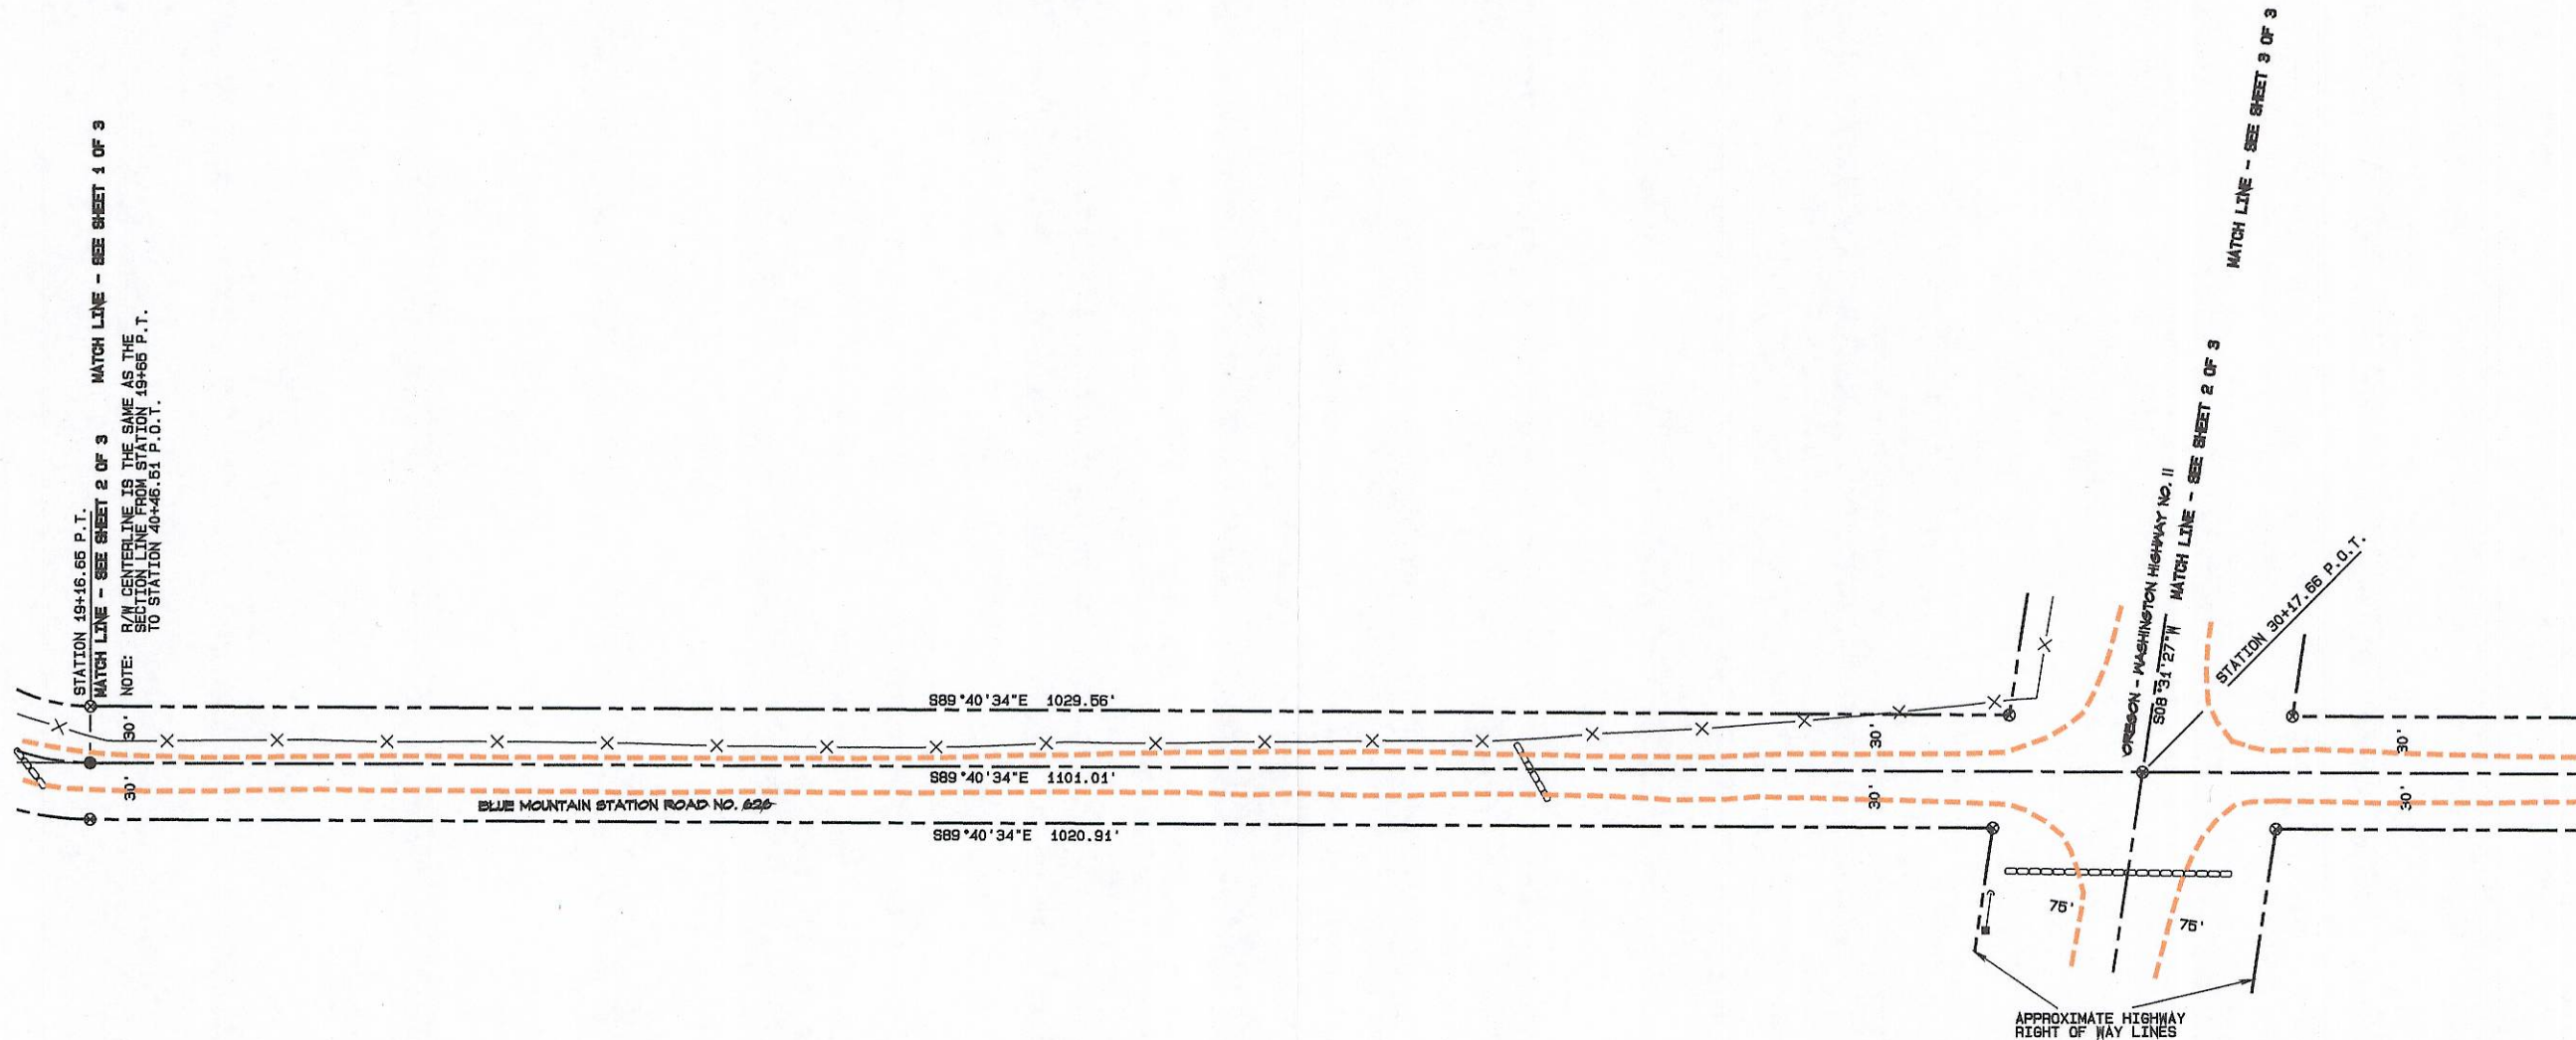 STATION 19+16.65 P.T.
MATCH LINE - SEE SHEET 2 OF 3
MATCH LINE - SEE SHEET 1 OF 3
NOTE: R/W CENTERLINE IS THE SAME AS THE
SECTION LINE FROM STATION 19+65 P.T.
TO STATION 40+46.51 P.O.T.
30'
30'
S89°40'34"E 1029.56'
S89°40'34"E 1101.01'
BLUE MOUNTAIN STATION ROAD NO. 626
S89°40'34"E 1020.91'
30'
30'
OREGON - WASHINGTON HIGHWAY NO. 11
S08°31'27"W
MATCH LINE - SEE SHEET 2 OF 3
MATCH LINE - SEE SHEET 3 OF 3
STATION 30+17.66 P.O.T.
30'
30'
75'
75'
APPROXIMATE HIGHWAY
RIGHT OF WAY LINES